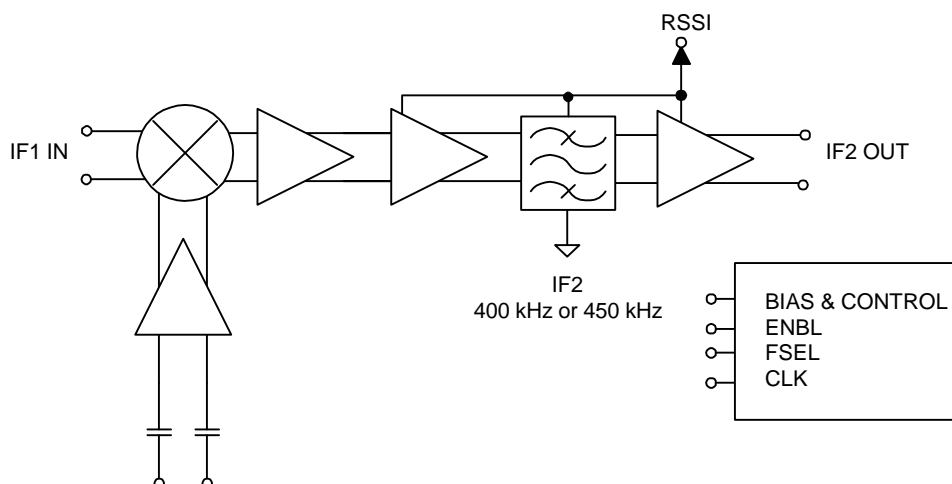 RSSI
IF1 IN
IF2 OUT
IF2
400 kHz or 450 kHz
BIAS & CONTROL
ENBL
FSEL
CLK